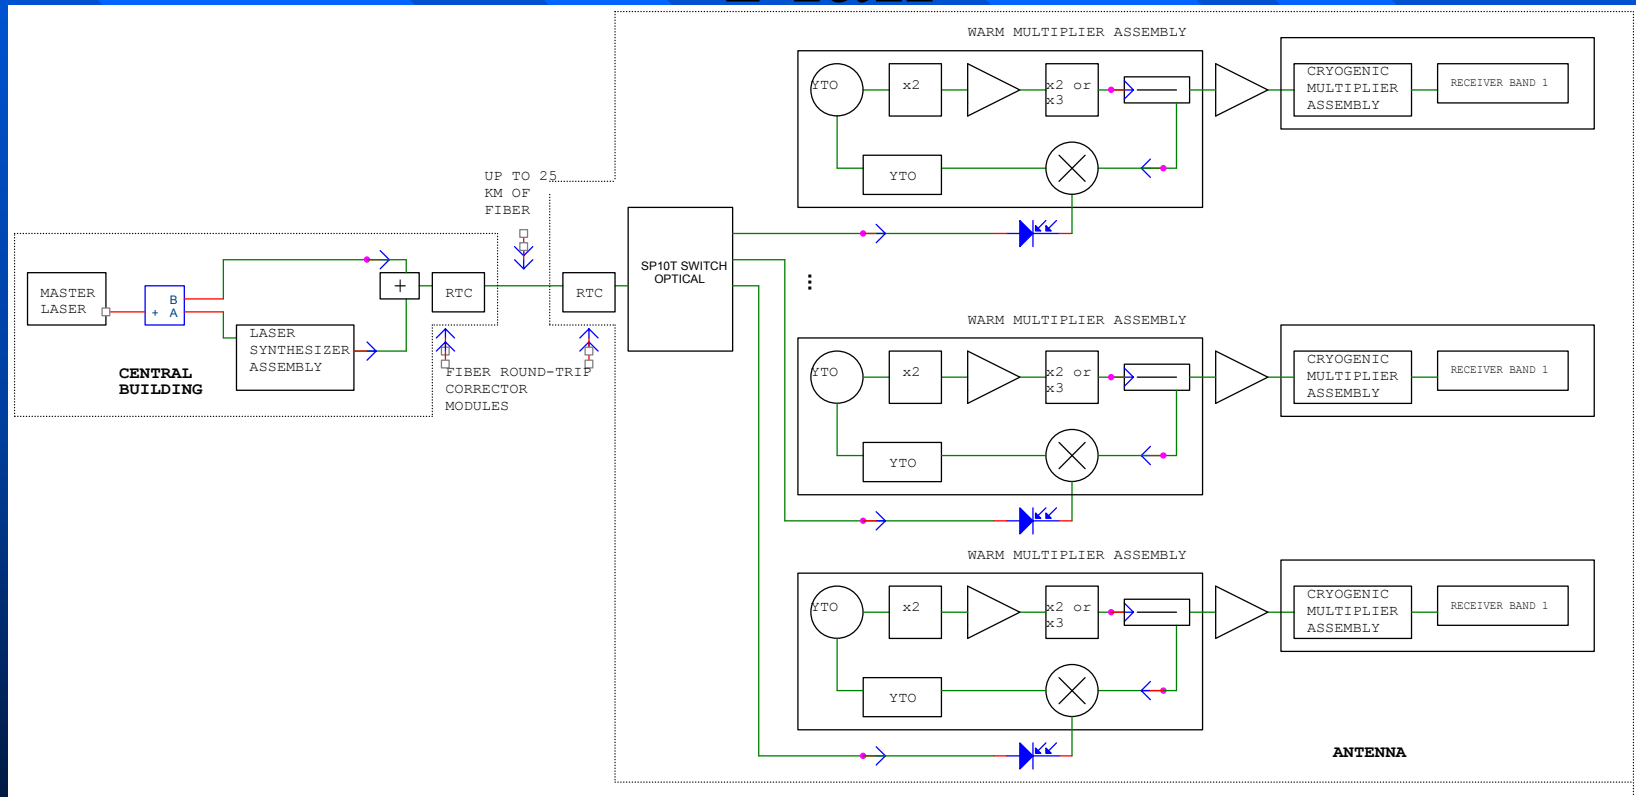 WARM MULTIPLIER ASSEMBLY
YTO
x2
x2 or
x3
YTO
CRYOGENIC
MULTIPLIER
ASSEMBLY
RECEIVER BAND 1
UP TO 25
KM OF
FIBER
MASTER
LASER
B
+ A
LASER
SYNTHESIZER
ASSEMBLY
+
RTC
RTC
SP10T SWITCH
OPTICAL
CENTRAL
BUILDING
FIBER ROUND-TRIP
CORRECTOR
MODULES
⋮
WARM MULTIPLIER ASSEMBLY
YTO
x2
x2 or
x3
YTO
CRYOGENIC
MULTIPLIER
ASSEMBLY
RECEIVER BAND 1
WARM MULTIPLIER ASSEMBLY
YTO
x2
x2 or
x3
YTO
CRYOGENIC
MULTIPLIER
ASSEMBLY
RECEIVER BAND 1
ANTENNA